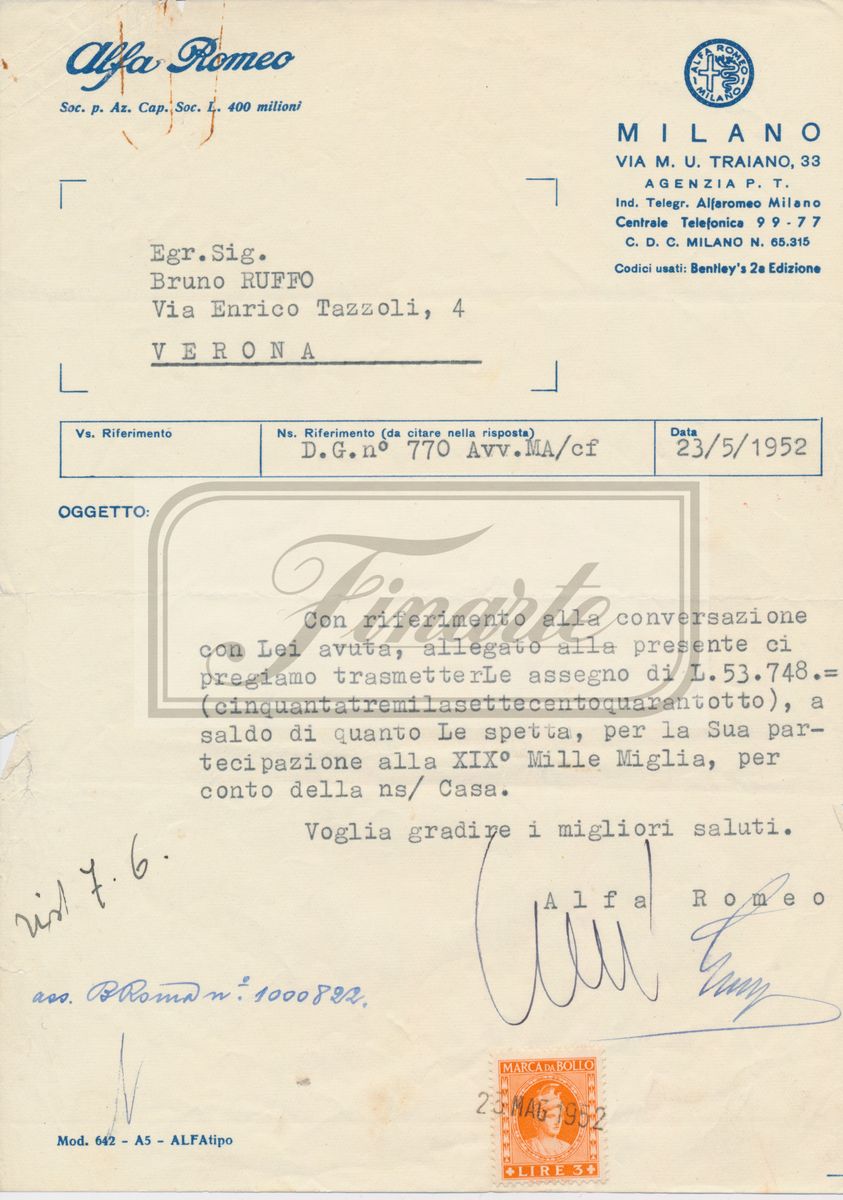 Alfa Romeo
Soc. p. Az. Cap. Soc. L. 400 milioni
ALFA ROMEO
MILANO
MILANO
VIA M. U. TRAIANO, 33
AGENZIA P. T.
Ind. Telegr. Alfaromeo Milano
Centrale Telefonica 99-77
C. D. C. MILANO N. 65.315
Codici usati: Bentley's 2a Edizione
Egr.Sig.
Bruno RUFFO
Via Enrico Tazzoli, 4
VERONA
Vs. Riferimento
Ns. Riferimento (da citare nella risposta)
D.G.n° 770 Avv.MA/cf
Data
23/5/1952
OGGETTO:
Finarte
Con riferimento alla conversazione
con Lei avuta, allegato alla presente ci
pregiamo trasmetterLe assegno di L.53.748.=
(cinquantatremilasettecentoquarantotto), a
saldo di quanto Le spetta, per la Sua par-
tecipazione alla XIX° Mille Miglia, per
conto della ns/ Casa.
Voglia gradire i migliori saluti.
Alfa Romeo
7.6.
ass. BRoma n° 1000822.
MARCA DA BOLLO
23 MAG 1952
LIRE 3
Mod. 642 - A5 - ALFAtipo